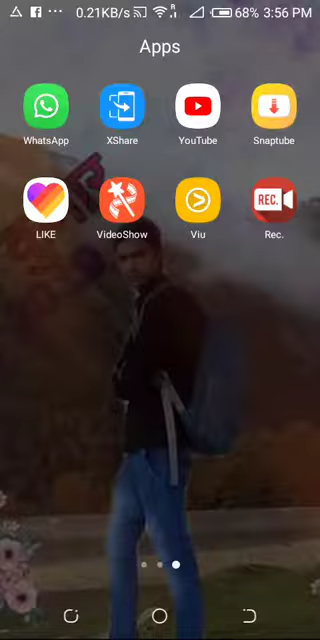 0.21KB/s R 68% 3:56 PM
Apps
WhatsApp XShare YouTube Snaptube
REC.
LIKE VideoShow Viu Rec.